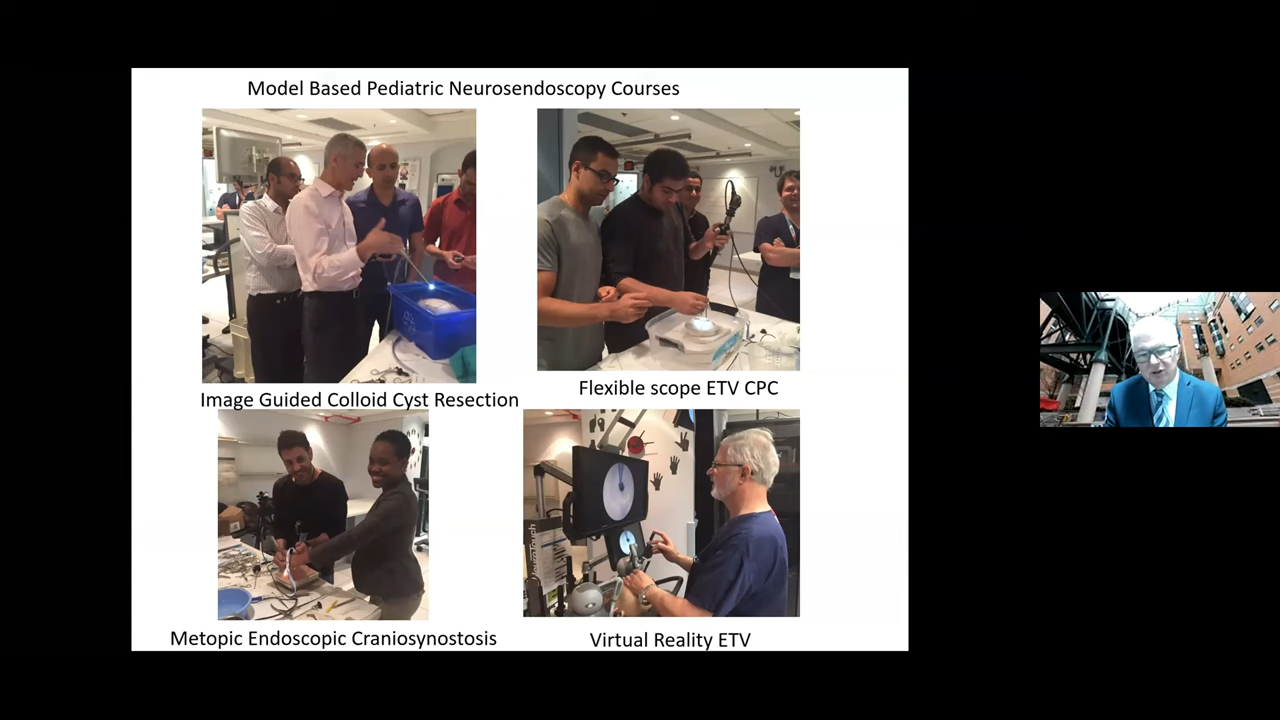 Model Based Pediatric Neurosendoscopy Courses
Image Guided Colloid Cyst Resection
Flexible scope ETV CPC
Metopic Endoscopic Craniosynostosis
Virtual Reality ETV